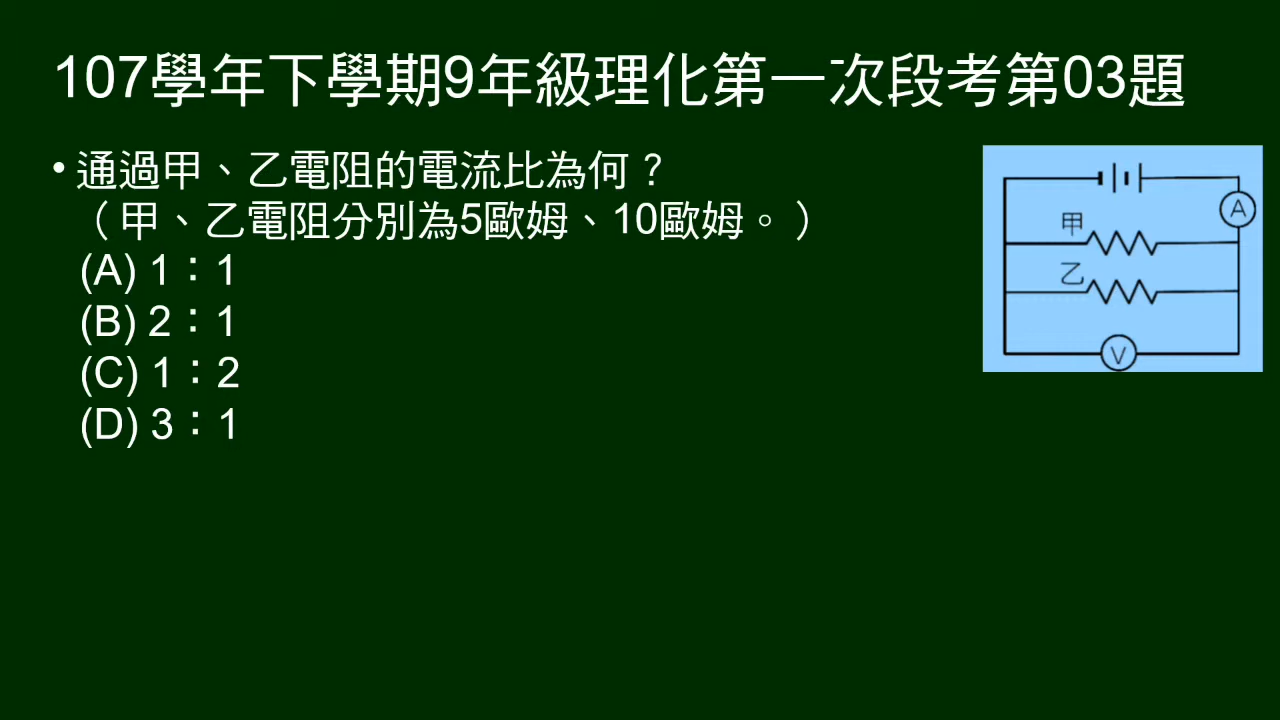 107學年下學期9年級理化第一次段考第03題
•通過甲、乙電阻的電流比為何？
（甲、乙電阻分別為5歐姆、10歐姆。）
(A) 1：1
(B) 2：1
(C) 1：2
(D) 3：1
A
甲
乙
V